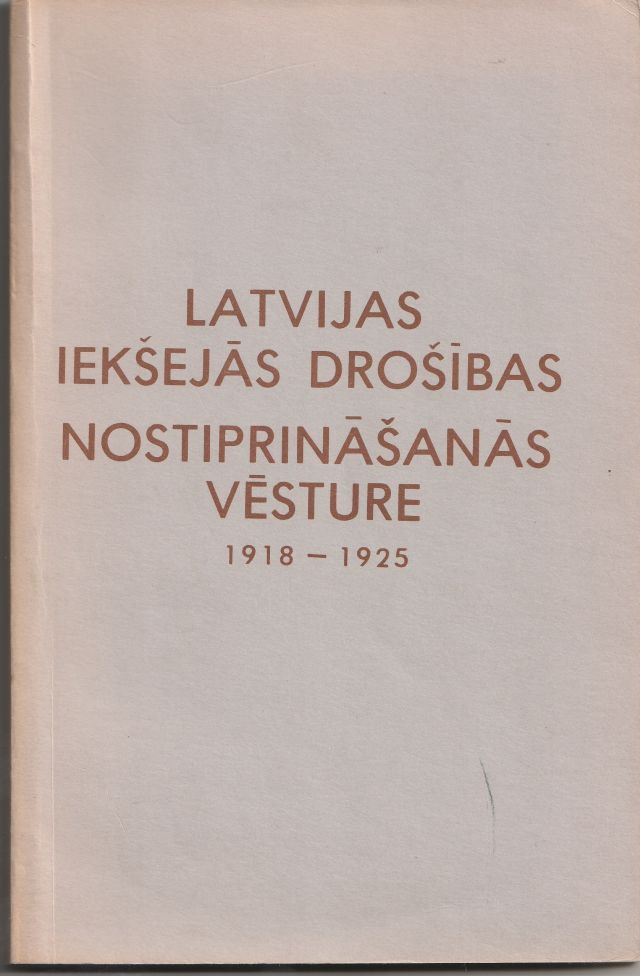 LATVIJAS
IEKŠEJĀS DROŠĪBAS
NOSTIPRINĀŠANĀS
VĒSTURE
1918 – 1925